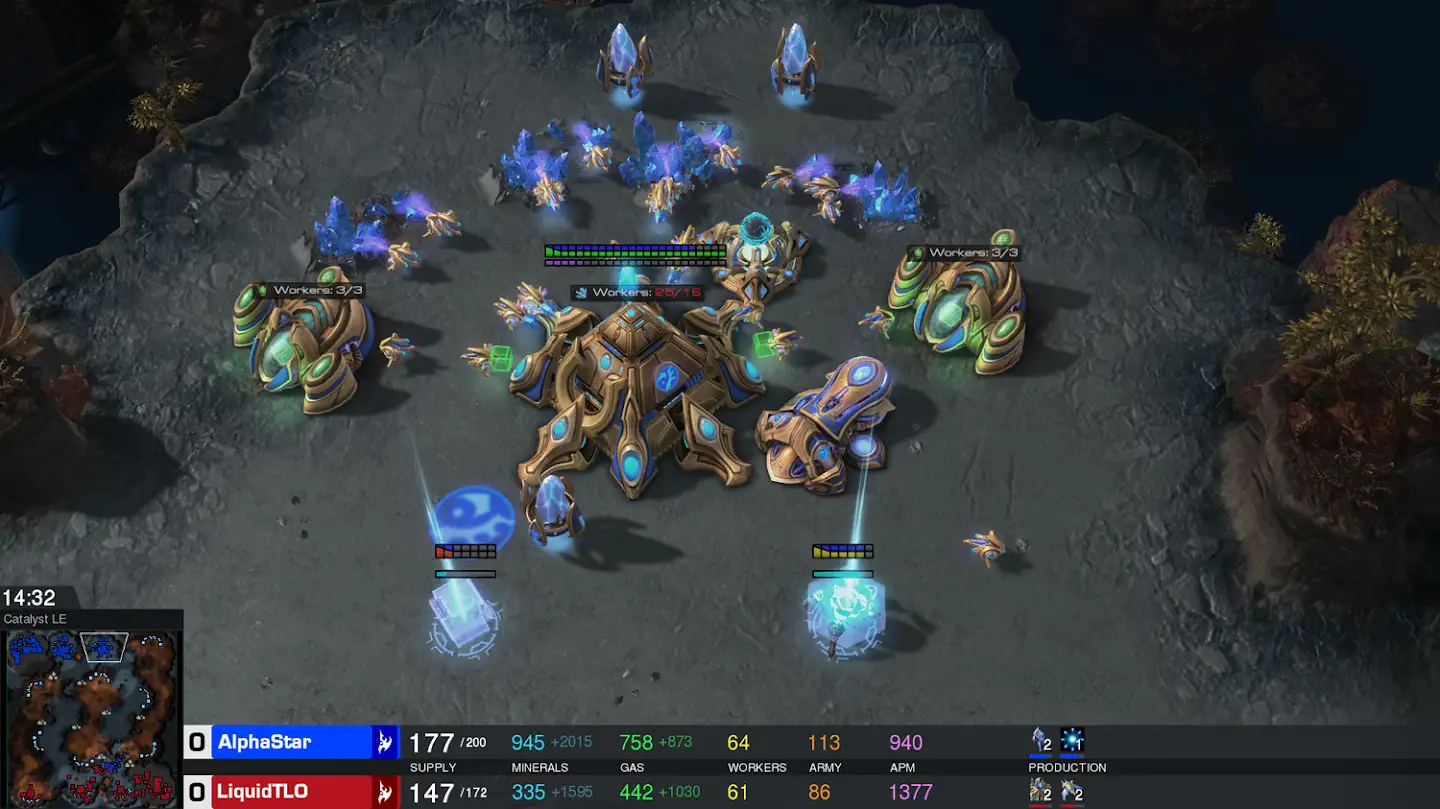 Workers: 3/3
Workers: 3/3
Workers: 25/16
14:32
Catalyst LE
0 AlphaStar 177 /200 945 +2015 758 +873 64 113 940 2 1
SUPPLY MINERALS GAS WORKERS ARMY APM PRODUCTION
0 LiquidTLO 147 /172 335 +1595 442 +1030 61 86 1377 2 2